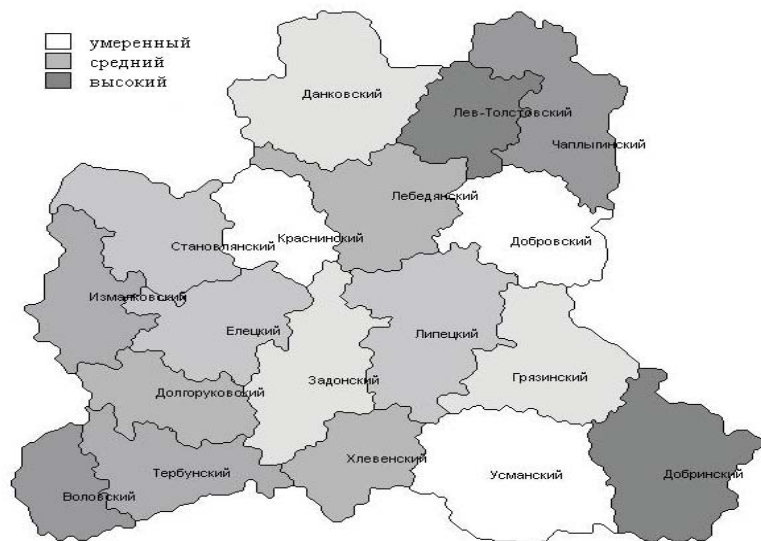 умеренный
средний
высокий
Данковский
Лев-Толстовский
Чаплыгинский
Лебедянский
Становлянский
Краснинский
Добровский
Измалковский
Елецкий
Липецкий
Долгоруковский
Задонский
Грязинский
Тербунский
Хлевенский
Воловский
Усманский
Добринский